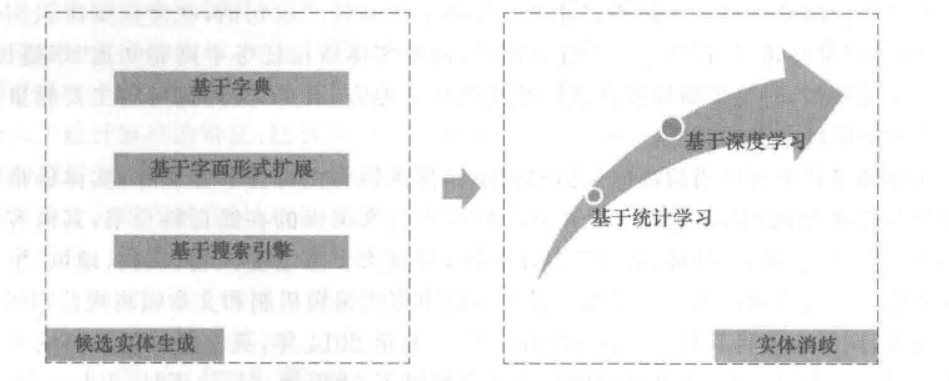 基于字典
基于字面形式扩展
基于搜索引擎
候选实体生成
基于深度学习
基于统计学习
实体消歧